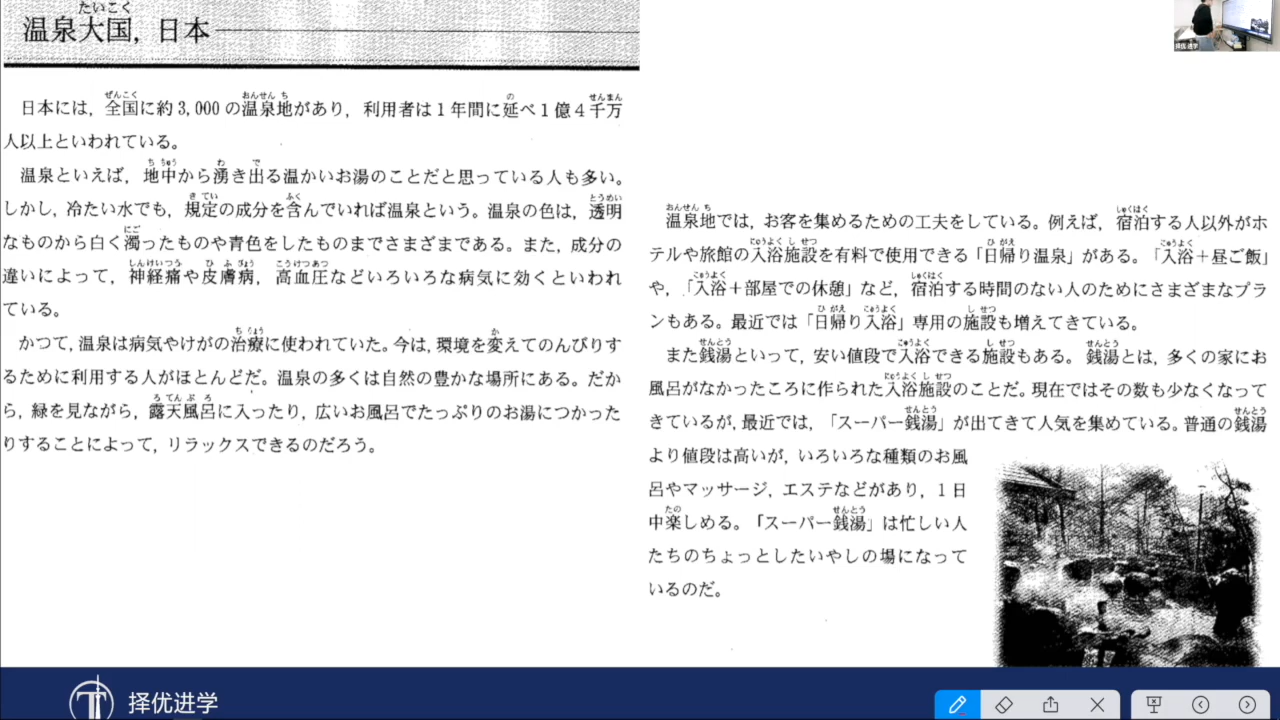 温泉大国，日本
日本には，全国に約3,000の温泉地があり，利用者は1年間に延べ1億4千万
人以上といわれている。
温泉といえば，地中から湧き出る温かいお湯のことだと思っている人も多い。
しかし，冷たい水でも，規定の成分を含んでいれば温泉という。温泉の色は，透明
なものから白く濁ったものや青色をしたものまでさまざまである。また，成分の
違いによって，神経痛や皮膚病，高血圧などいろいろな病気に効くといわれ
ている。
かつて，温泉は病気やけがの治療に使われていた。今は，環境を変えてのんびりす
るために利用する人がほとんどだ。温泉の多くは自然の豊かな場所にある。だか
ら，緑を見ながら，露天風呂に入ったり，広いお風呂でたっぷりのお湯につかった
りすることによって，リラックスできるのだろう。
温泉地では，お客を集めるための工夫をしている。例えば，宿泊する人以外がホ
テルや旅館の入浴施設を有料で使用できる「日帰り温泉」がある。「入浴＋昼ご飯」
や，「入浴＋部屋での休憩」など，宿泊する時間のない人のためにさまざまなプラ
ンもある。最近では「日帰り入浴」専用の施設も増えてきている。
また銭湯といって，安い値段で入浴できる施設もある。銭湯とは，多くの家にお
風呂がなかったころに作られた入浴施設のことだ。現在ではその数も少なくなって
きているが，最近では，「スーパー銭湯」が出てきて人気を集めている。普通の銭湯
より値段は高いが，いろいろな種類のお風
呂やマッサージ，エステなどがあり，1日
中楽しめる。「スーパー銭湯」は忙しい人
たちのちょっとしたいやしの場になって
いるのだ。
择优进学
择优进学